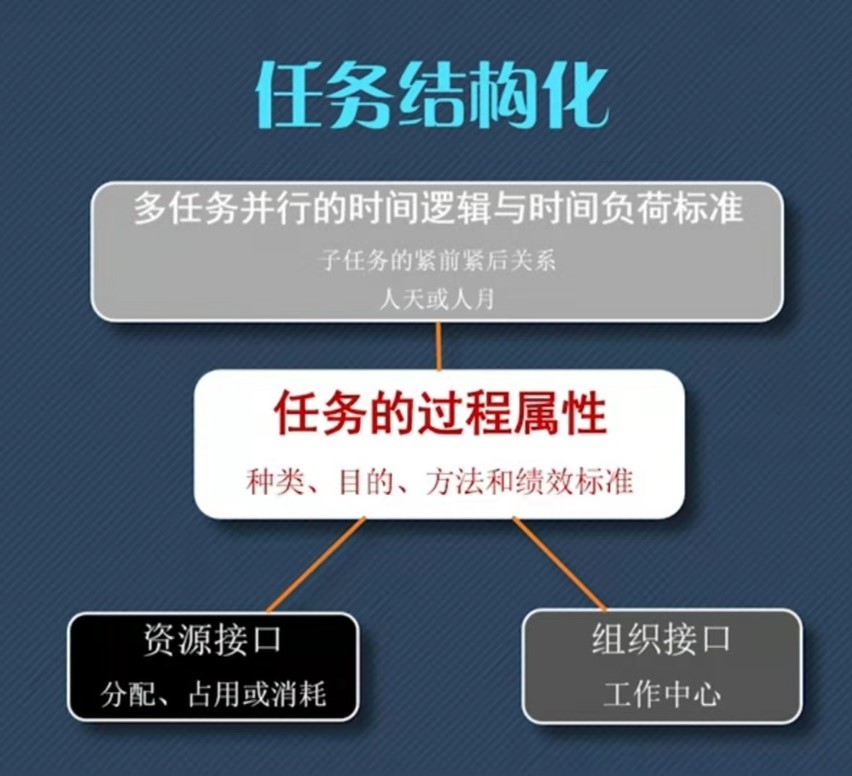 任务结构化
多任务并行的时间逻辑与时间负荷标准
子任务的紧前紧后关系
人天或人月
任务的过程属性
种类、目的、方法和绩效标准
资源接口
分配、占用或消耗
组织接口
工作中心